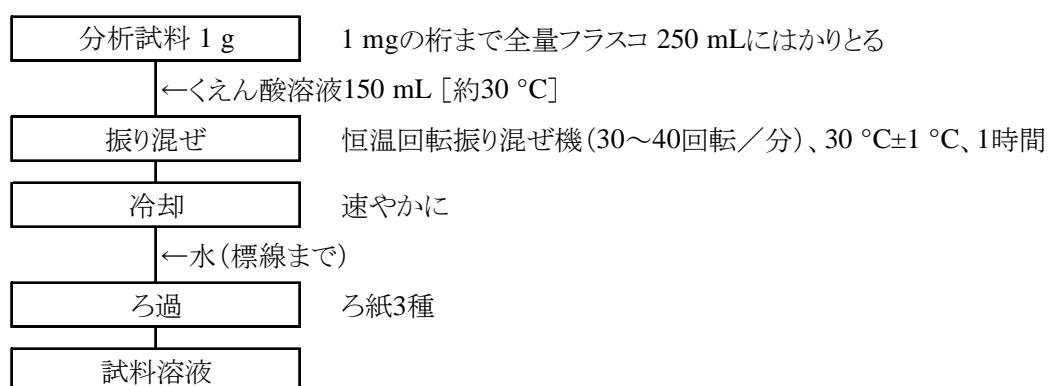 分析試料 1 g 1 mgの桁まで全量フラスコ 250 mLにはかりとる
←くえん酸溶液150 mL [約30 °C]
振り混ぜ 恒温回転振り混ぜ機(30～40回転／分)、30 °C±1 °C、1時間
冷却 速やかに
←水(標線まで)
ろ過 ろ紙3種
試料溶液